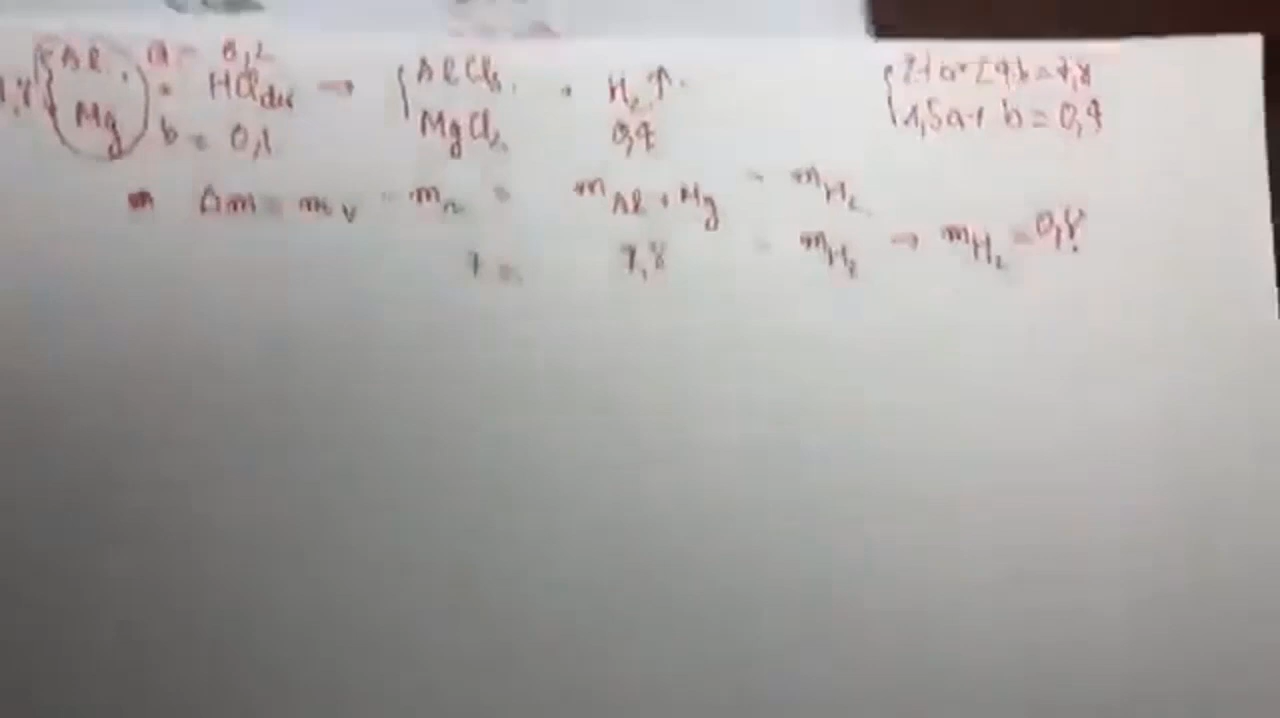 Al a = 0,2
7,8 + HCl dư → { AlCl₃ + H₂↑
Mg b = 0,1 MgCl₂ 0,4
{ 27a + 24b = 7,8
1,5a + b = 0,4
Δm = mv - mr = mAl + Mg - mH₂
7 = 7,8 - mH₂ → mH₂ = 0,8